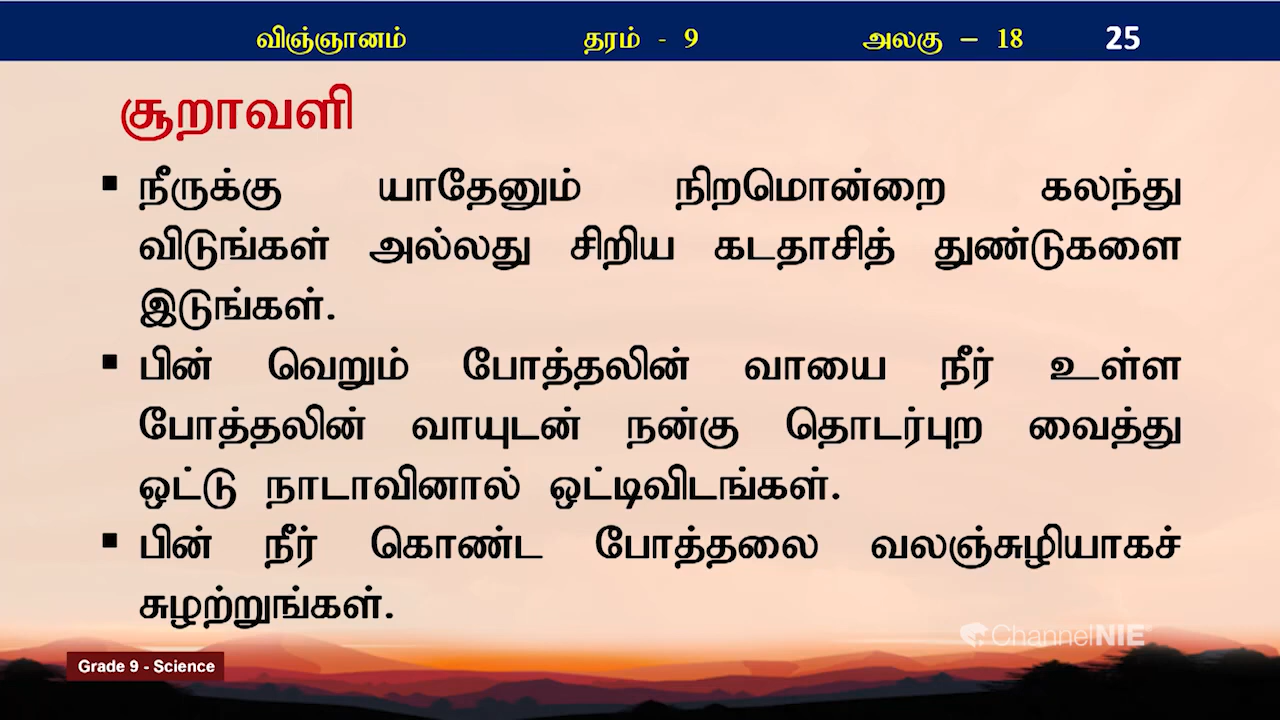 விஞ்ஞானம் தரம் - 9 அலகு – 18 25
சூறாவளி
▪ நீருக்கு யாதேனும் நிறமொன்றை கலந்து
விடுங்கள் அல்லது சிறிய கடதாசித் துண்டுகளை
இடுங்கள்.
▪ பின் வெறும் போத்தலின் வாயை நீர் உள்ள
போத்தலின் வாயுடன் நன்கு தொடர்புற வைத்து
ஒட்டு நாடாவினால் ஒட்டிவிடங்கள்.
▪ பின் நீர் கொண்ட போத்தலை வலஞ்சுழியாகச்
சுழற்றுங்கள்.
ChannelNIE
Grade 9 - Science